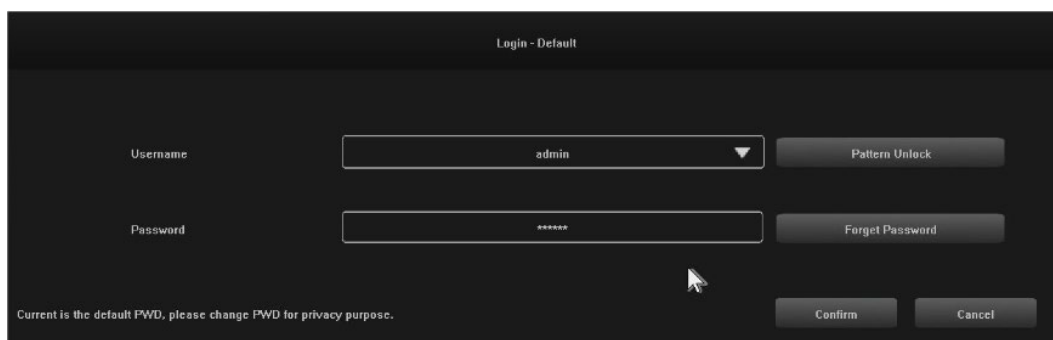 Login - Default
Username admin Pattern Unlock
Password ****** Forget Password
Current is the default PWD, please change PWD for privacy purpose. Confirm Cancel